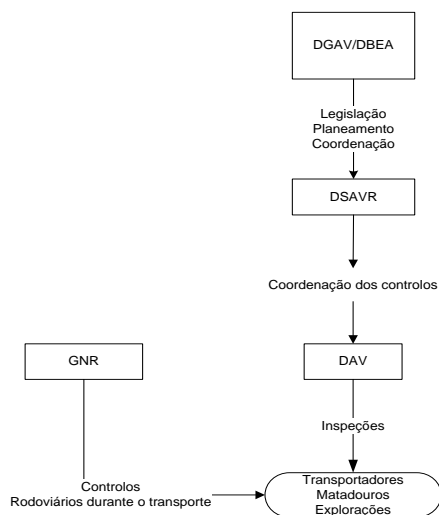 DGAV/DBEA
Legislação
Planeamento
Coordenação
DSAVR
Coordenação dos controlos
GNR
DAV
Inspeções
Controlos
Rodoviários durante o transporte
Transportadores
Matadouros
Explorações